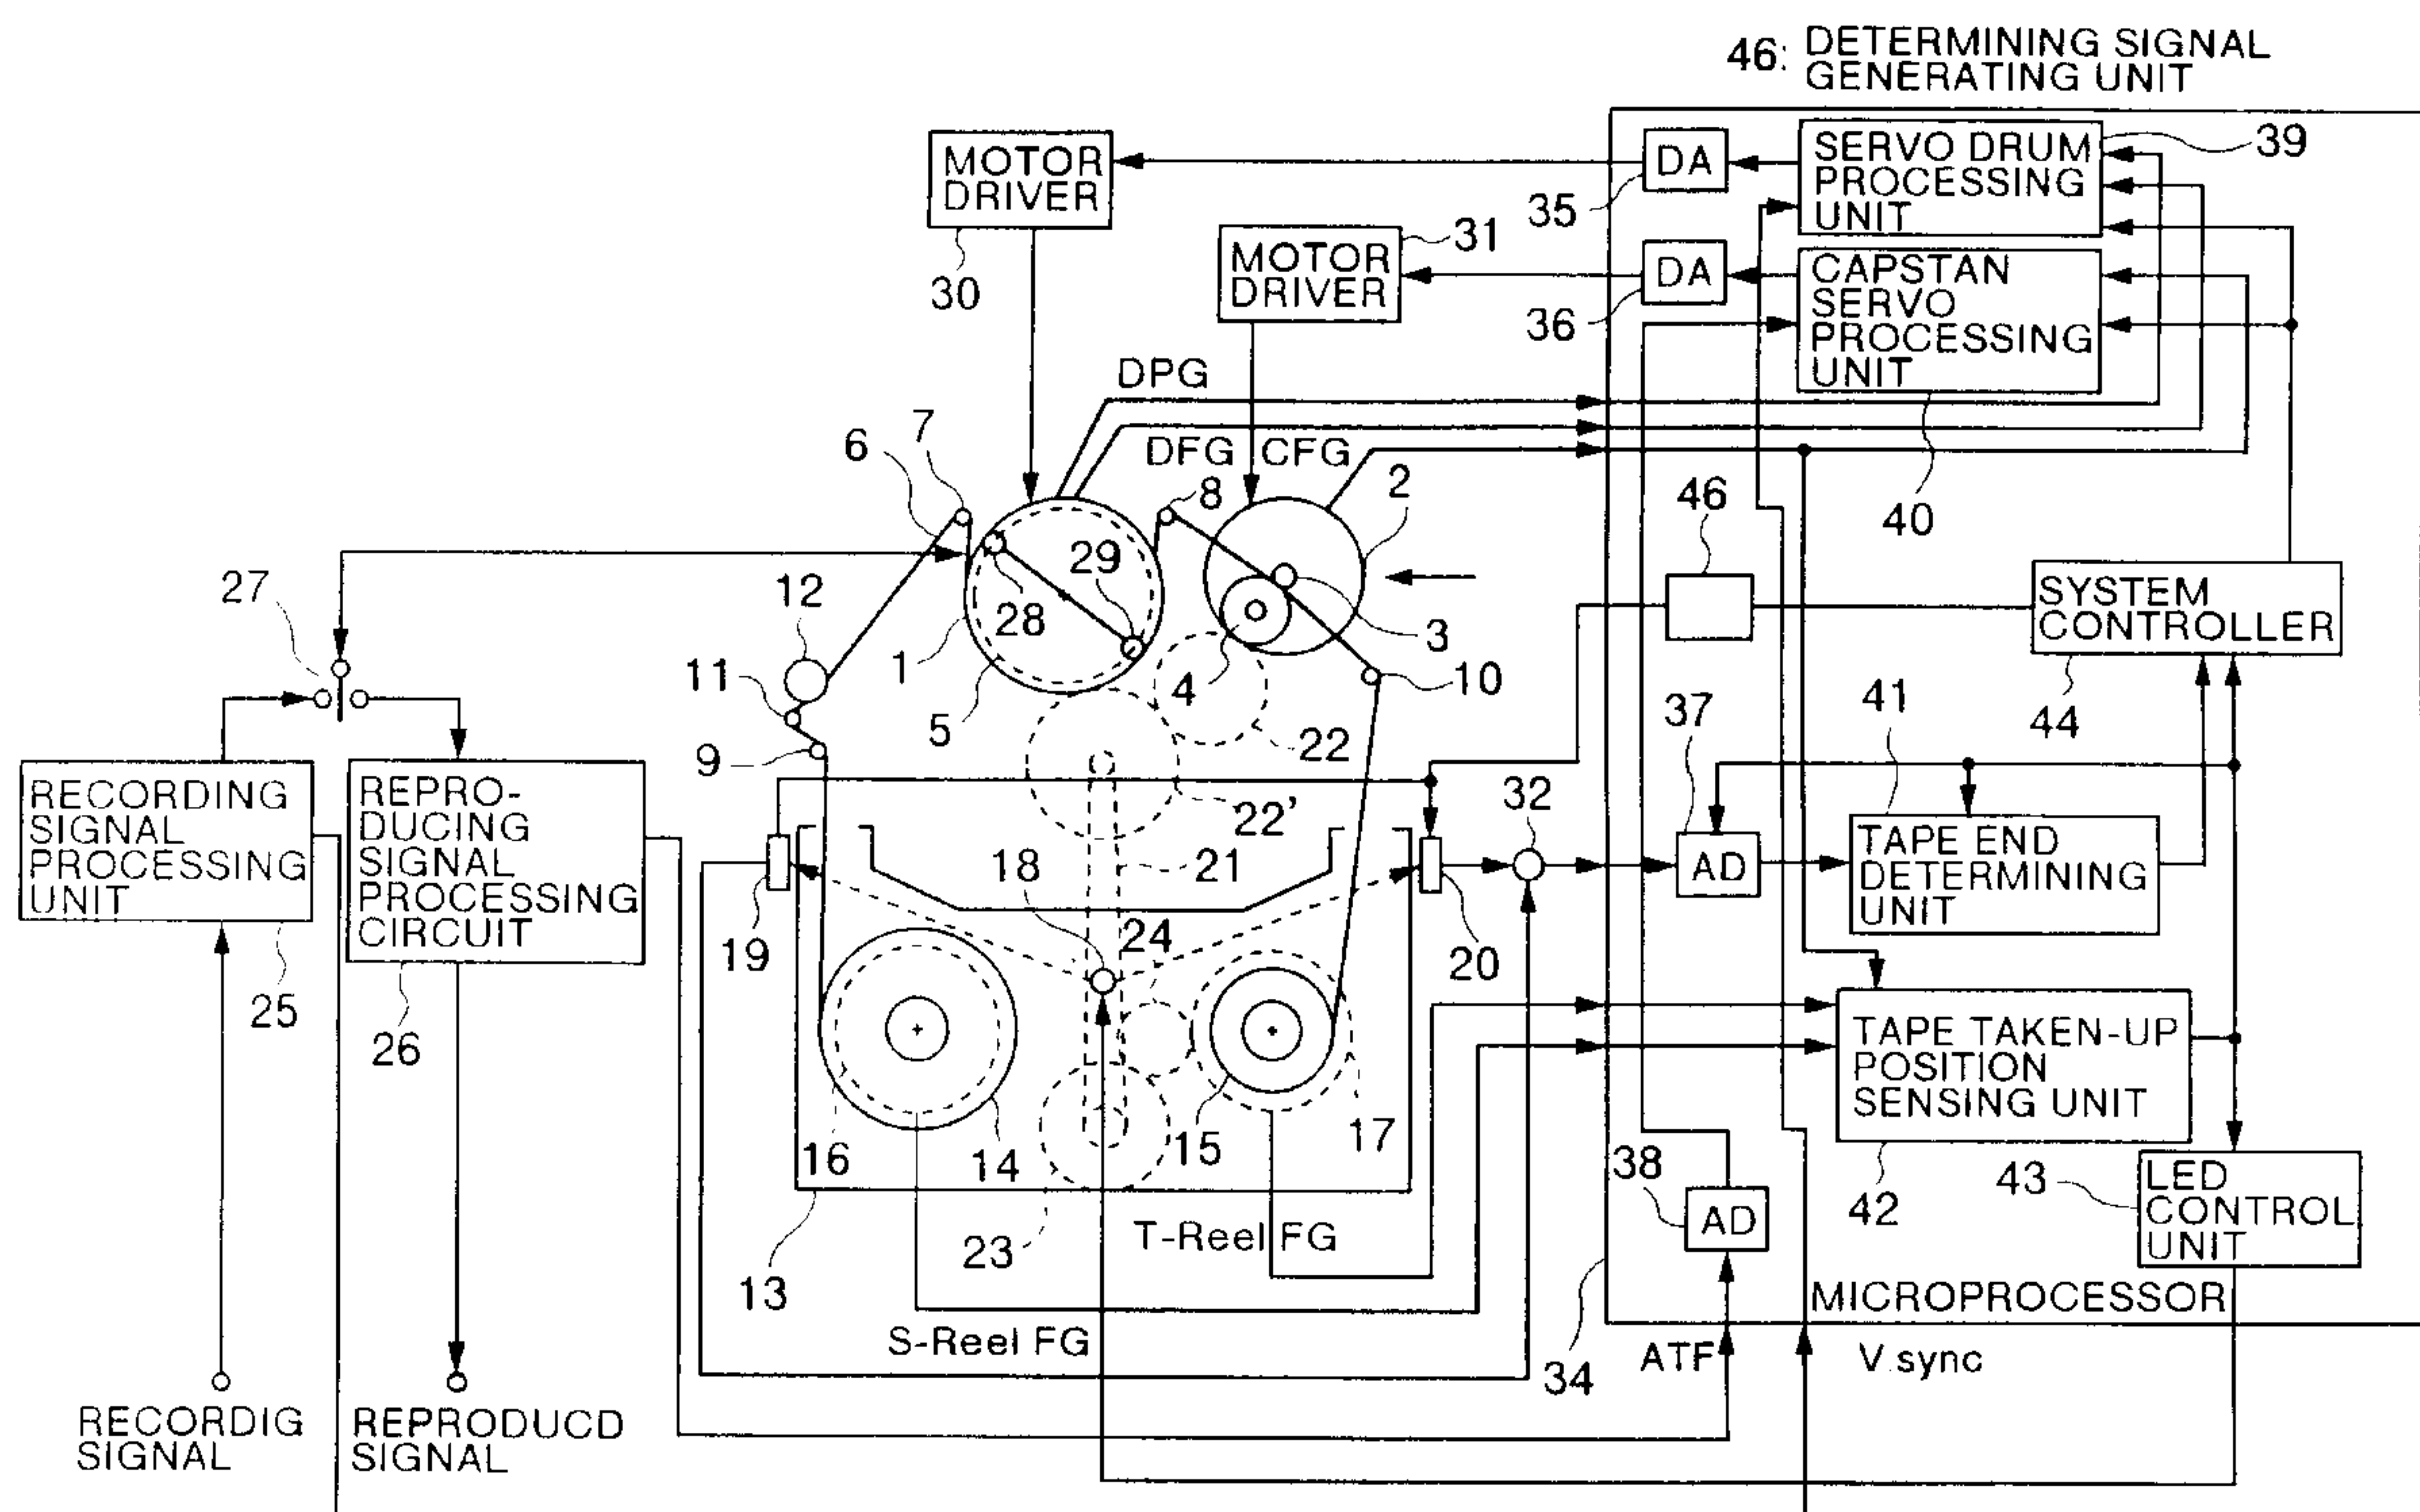 46: DETERMINING SIGNAL
GENERATING UNIT
MOTOR
DRIVER
30
MOTOR
DRIVER
31
DA
35
DA
36
SERVO DRUM
PROCESSING
UNIT
39
CAPSTAN
SERVO
PROCESSING
UNIT
40
DPG
DFG
CFG
7
6
8
2
46
27
12
28
29
1
5
11
9
4
3
10
22
22'
SYSTEM
CONTROLLER
44
37
41
RECORDING
SIGNAL
PROCESSING
UNIT
25
REPRO-
DUCING
SIGNAL
PROCESSING
CIRCUIT
26
32
AD
TAPE END
DETERMINING
UNIT
18
21
19
24
20
TAPE TAKEN-UP
POSITION
SENSING UNIT
42
16
14
15
17
38
AD
43
LED
CONTROL
UNIT
23
T-Reel FG
13
S-Reel FG
MICROPROCESSOR
34
ATF
V.sync
RECORDIG
SIGNAL
REPRODUCD
SIGNAL